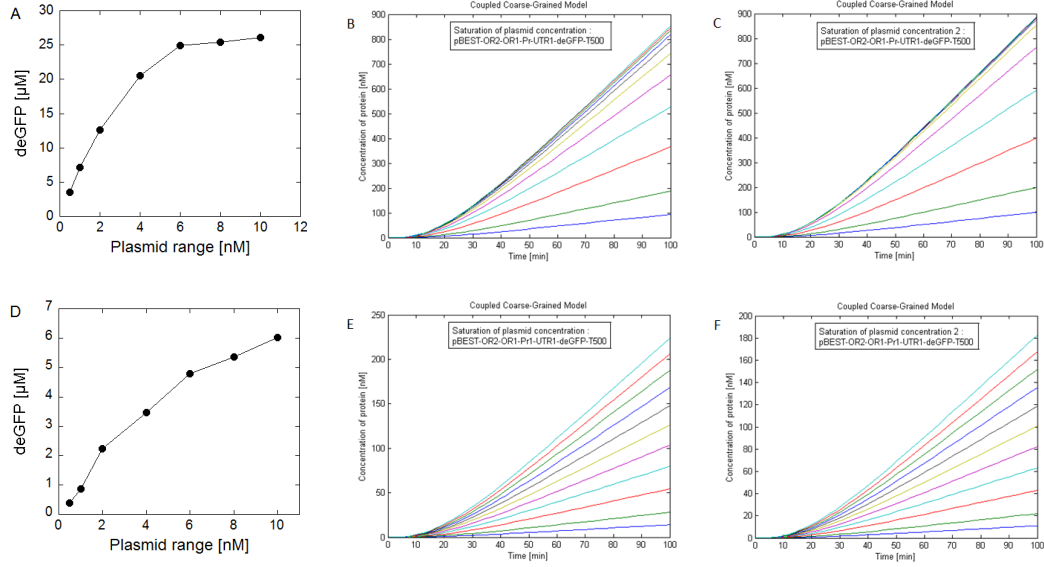 A
deGFP [µM]
30
25
20
15
10
5
0
0 2 4 6 8 10 12
Plasmid range [nM]
B
Coupled Coarse-Grained Model
Saturation of plasmid concentration :
pBEST-OR2-OR1-Pr-UTR1-deGFP-T500
Concentration of protein [nM]
900
800
700
600
500
400
300
200
100
0
0 10 20 30 40 50 60 70 80 90 100
Time [min]
C
Coupled Coarse-Grained Model
Saturation of plasmid concentration 2 :
pBEST-OR2-OR1-Pr-UTR1-deGFP-T500
Concentration of protein [nM]
900
800
700
600
500
400
300
200
100
0
0 10 20 30 40 50 60 70 80 90 100
Time [min]
D
deGFP [µM]
7
6
5
4
3
2
1
0
0 2 4 6 8 10
Plasmid range [nM]
E
Coupled Coarse-Grained Model
Saturation of plasmid concentration :
pBEST-OR2-OR1-Pr1-UTR1-deGFP-T500
Concentration of protein [nM]
250
200
150
100
50
0
0 10 20 30 40 50 60 70 80 90 100
Time [min]
F
Coupled Coarse-Grained Model
Saturation of plasmid concentration 2 :
pBEST-OR2-OR1-Pr1-UTR1-deGFP-T500
Concentration of protein [nM]
200
180
160
140
120
100
80
60
40
20
0
0 10 20 30 40 50 60 70 80 90 100
Time [min]